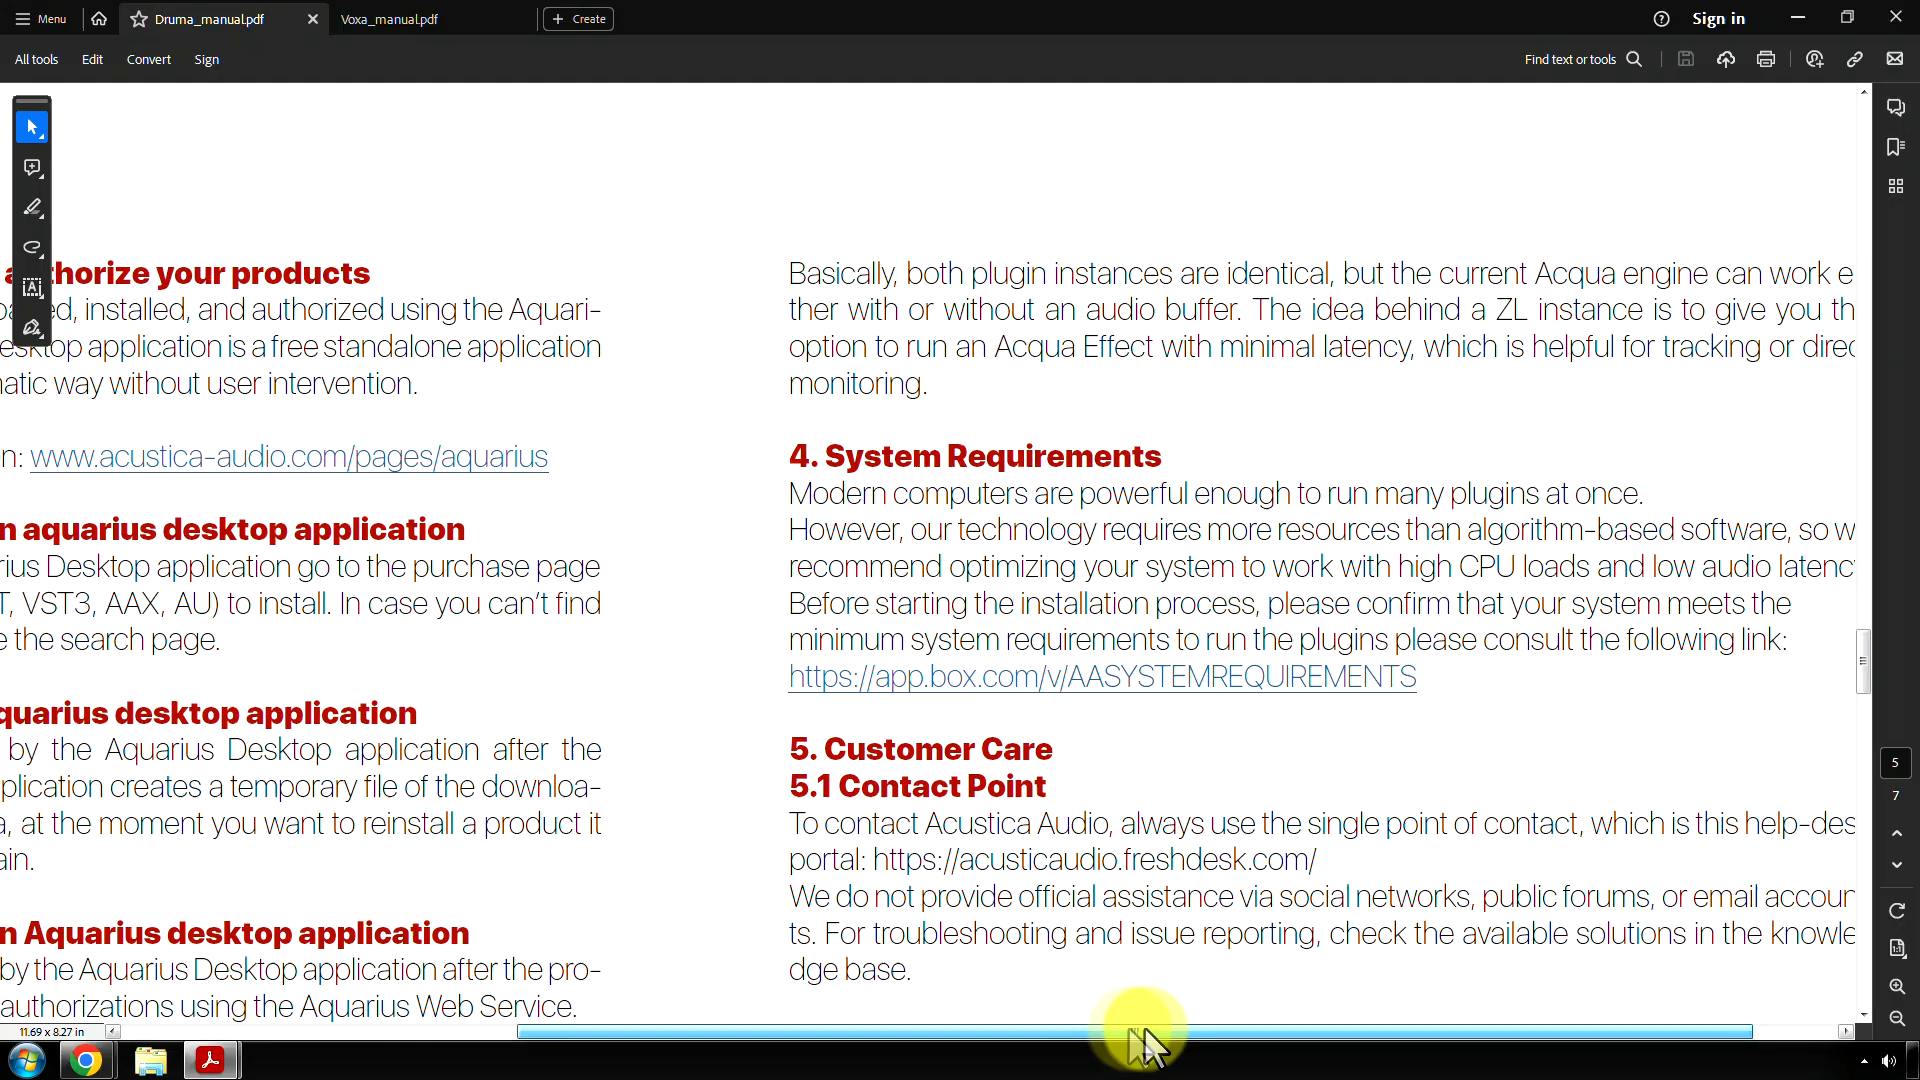 Menu
Druma_manual.pdf
Voxa_manual.pdf
Create
Sign in
All tools
Edit
Convert
Sign
Find text or tools
thorize your products
ed, installed, and authorized using the Aquari-
esktop application is a free standalone application
natic way without user intervention.
n: www.acustica-audio.com/pages/aquarius
n aquarius desktop application
rius Desktop application go to the purchase page
T, VST3, AAX, AU) to install. In case you can't find
e the search page.
quarius desktop application
by the Aquarius Desktop application after the
plication creates a temporary file of the downloa-
a, at the moment you want to reinstall a product it
ain.
n Aquarius desktop application
by the Aquarius Desktop application after the pro-
authorizations using the Aquarius Web Service.
Basically, both plugin instances are identical, but the current Acqua engine can work e
ther with or without an audio buffer. The idea behind a ZL instance is to give you th
option to run an Acqua Effect with minimal latency, which is helpful for tracking or direc
monitoring.
4. System Requirements
Modern computers are powerful enough to run many plugins at once.
However, our technology requires more resources than algorithm-based software, so w
recommend optimizing your system to work with high CPU loads and low audio latency
Before starting the installation process, please confirm that your system meets the
minimum system requirements to run the plugins please consult the following link:
https://app.box.com/v/AASYSTEMREQUIREMENTS
5. Customer Care
5.1 Contact Point
To contact Acustica Audio, always use the single point of contact, which is this help-des
portal: https://acusticaudio.freshdesk.com/
We do not provide official assistance via social networks, public forums, or email accoun
ts. For troubleshooting and issue reporting, check the available solutions in the knowle
dge base.
5
7
11.69 x 8.27 in